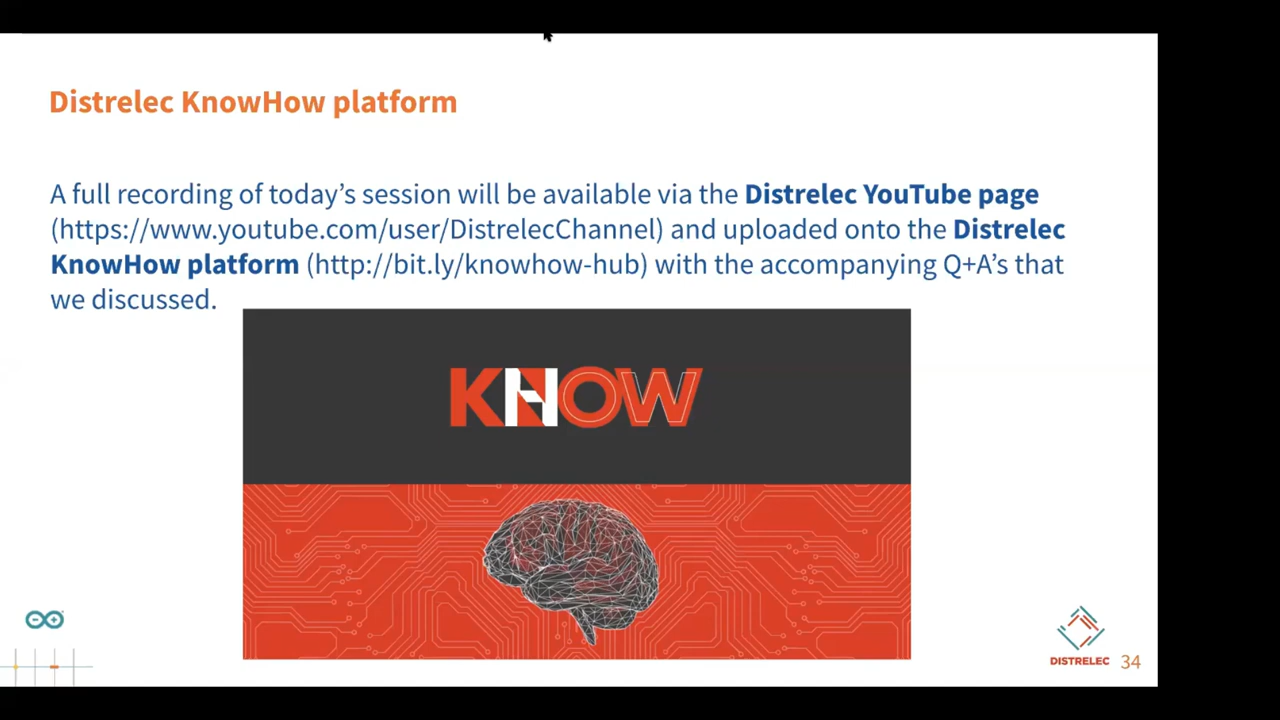 Distrelec KnowHow platform
A full recording of today’s session will be available via the Distrelec YouTube page
(https://www.youtube.com/user/DistrelecChannel) and uploaded onto the Distrelec
KnowHow platform (http://bit.ly/knowhow-hub) with the accompanying Q+A’s that
we discussed.
KNOW
DISTRELEC 34